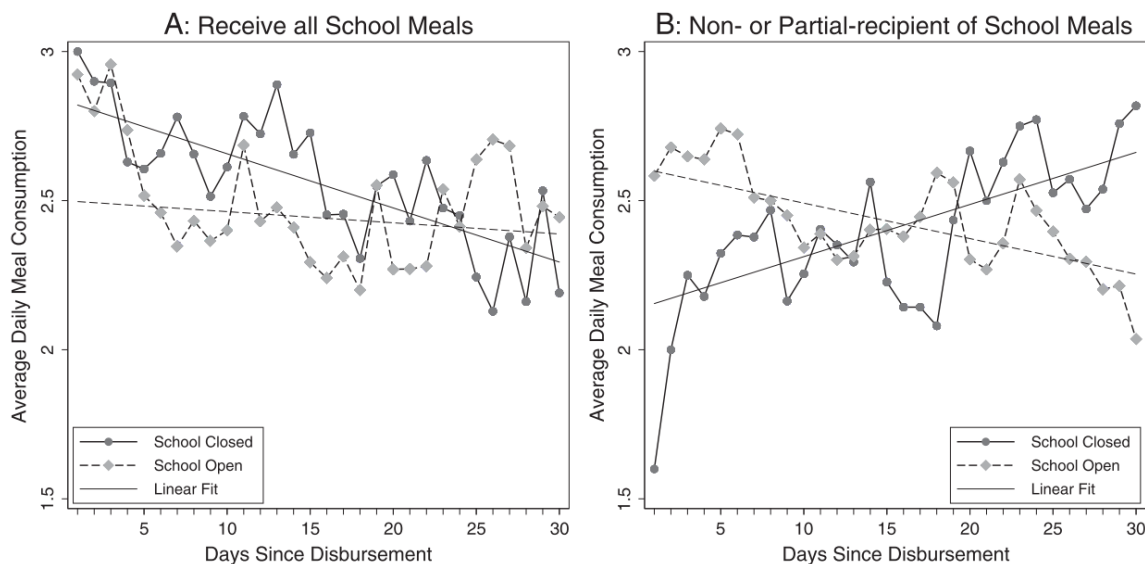 A: Receive all School Meals
Average Daily Meal Consumption
3
2.5
2
1.5
School Closed
School Open
Linear Fit
5 10 15 20 25 30
Days Since Disbursement
B: Non- or Partial-recipient of School Meals
Average Daily Meal Consumption
3
2.5
2
1.5
School Closed
School Open
Linear Fit
5 10 15 20 25 30
Days Since Disbursement